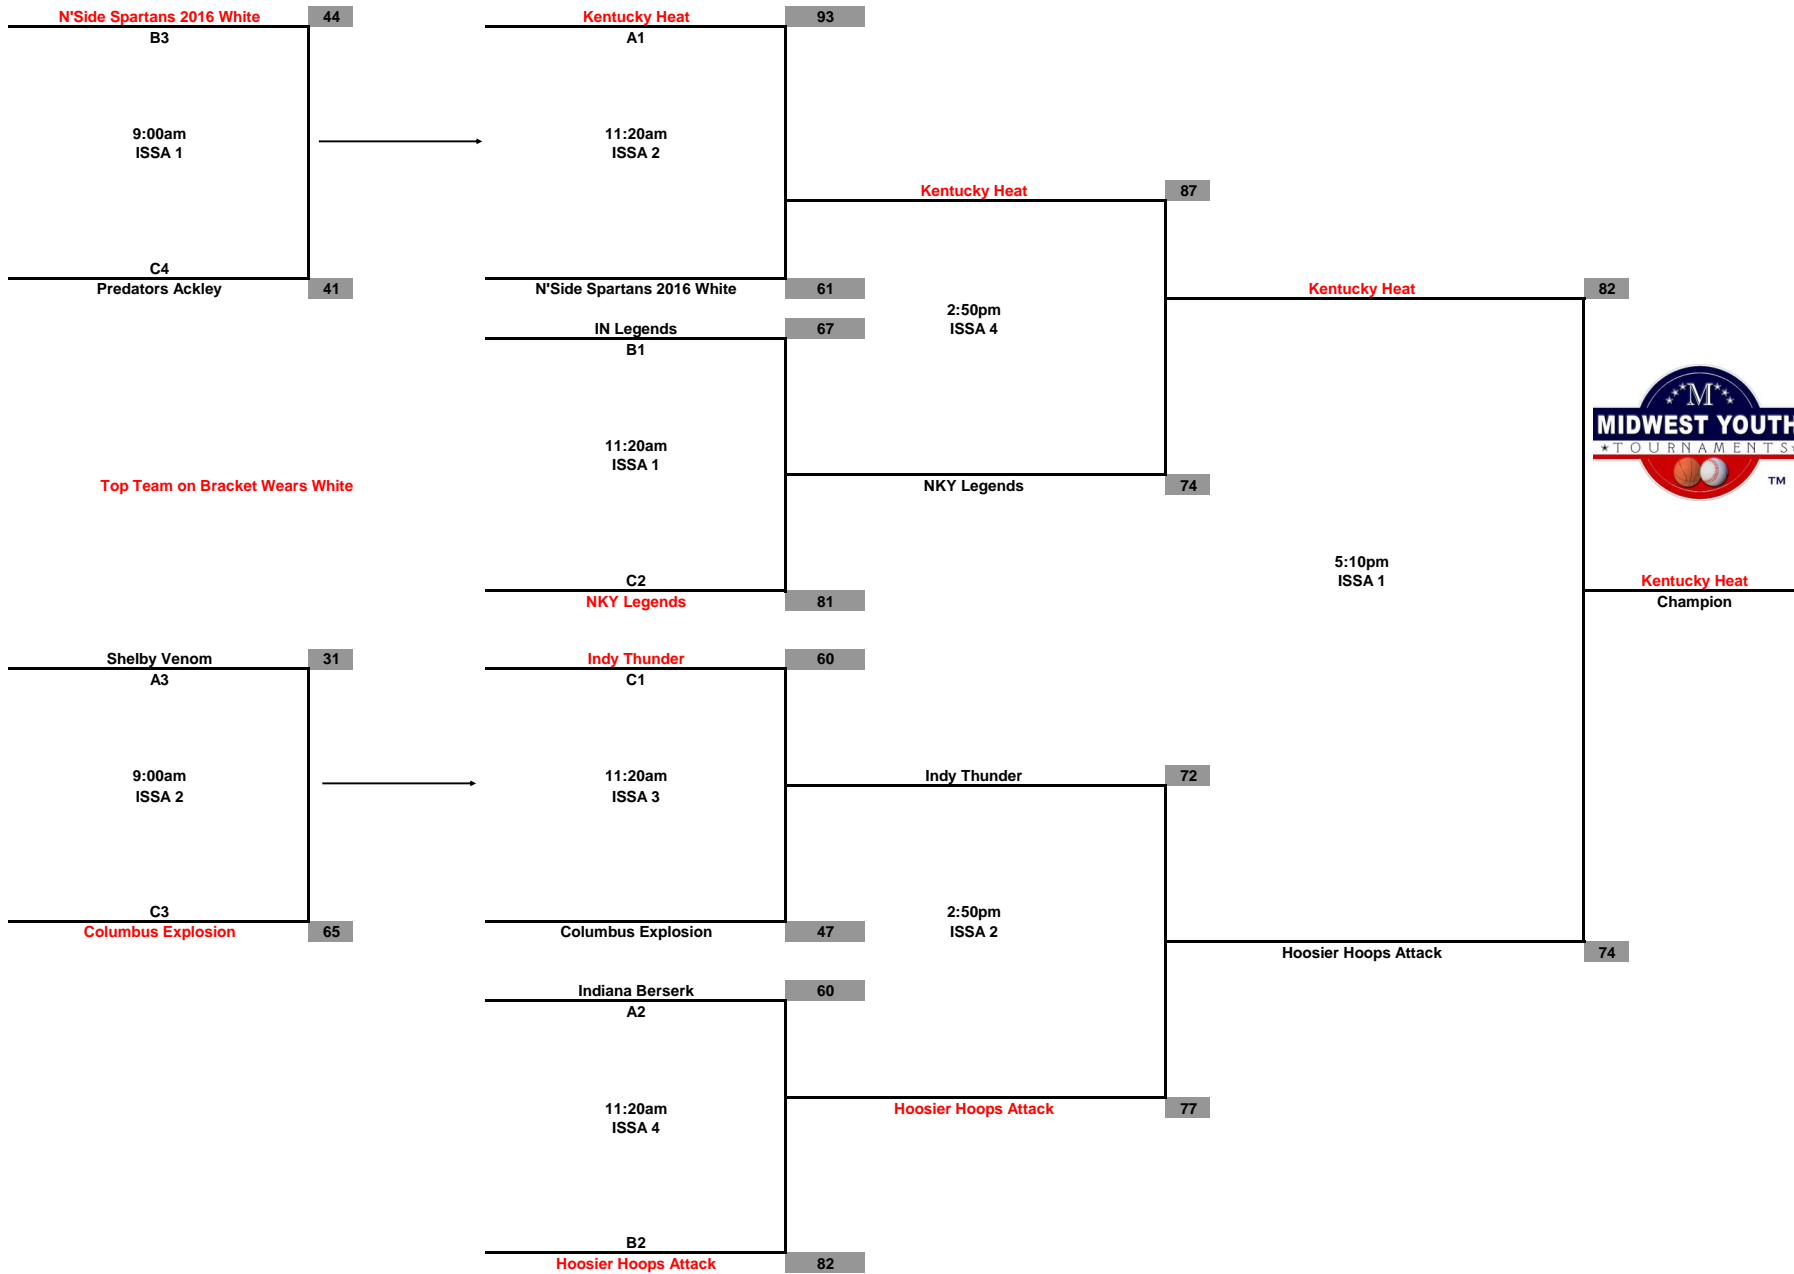 N'Side Spartans 2016 White 44
B3
9:00am
ISSA 1
C4
Predators Ackley 41
Kentucky Heat 93
A1
11:20am
ISSA 2
N'Side Spartans 2016 White 61
IN Legends 67
B1
11:20am
ISSA 1
C2
NKY Legends 81
Top Team on Bracket Wears White
Kentucky Heat 87
2:50pm
ISSA 4
NKY Legends 74
Shelby Venom 31
A3
9:00am
ISSA 2
C3
Columbus Explosion 65
Indy Thunder 60
C1
11:20am
ISSA 3
Columbus Explosion 47
Indiana Berserk 60
A2
11:20am
ISSA 4
B2
Hoosier Hoops Attack 82
Indy Thunder 72
2:50pm
ISSA 2
Hoosier Hoops Attack 77
Kentucky Heat 82
5:10pm
ISSA 1
Hoosier Hoops Attack 74
M
MIDWEST YOUTH
TOURNAMENTS
TM
Kentucky Heat
Champion